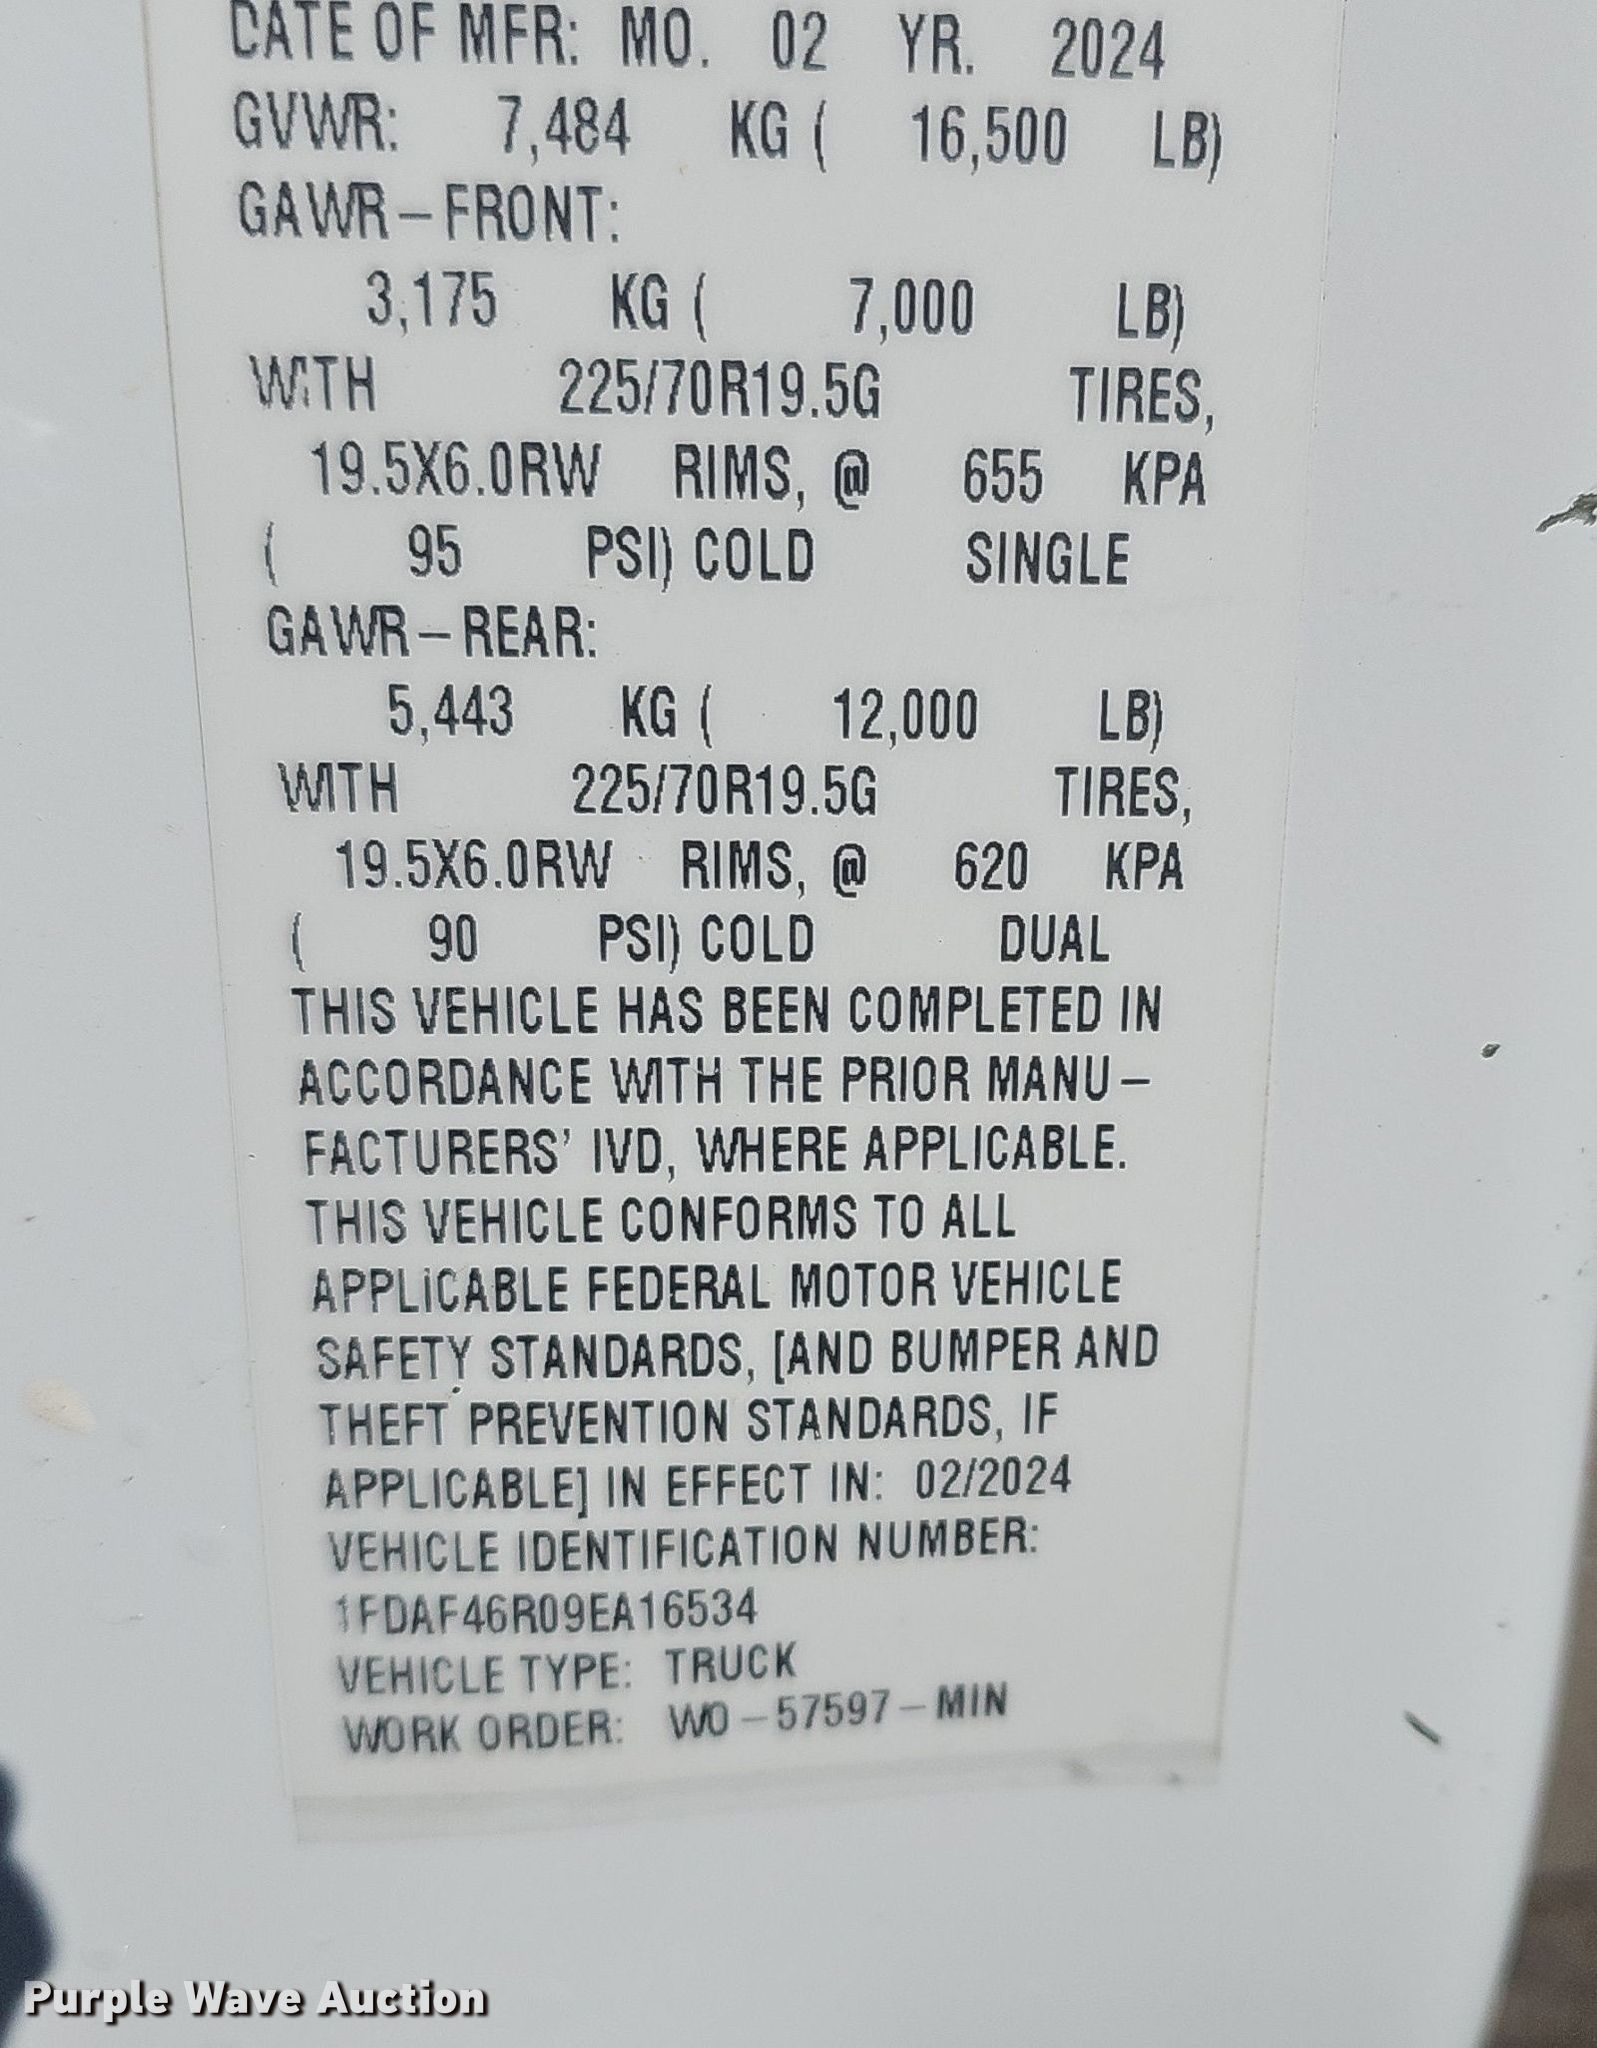 DATE OF MFR: MO. 02 YR. 2024
GVWR: 7,484 KG ( 16,500 LB)
GAWR-FRONT:
3,175 KG ( 7,000 LB)
WITH 225/70R19.5G TIRES,
19.5X6.0RW RIMS, @ 655 KPA
( 95 PSI) COLD SINGLE
GAWR-REAR:
5,443 KG ( 12,000 LB)
WITH 225/70R19.5G TIRES,
19.5X6.0RW RIMS, @ 620 KPA
( 90 PSI) COLD DUAL
THIS VEHICLE HAS BEEN COMPLETED IN
ACCORDANCE WITH THE PRIOR MANU-
FACTURERS' IVD, WHERE APPLICABLE.
THIS VEHICLE CONFORMS TO ALL
APPLICABLE FEDERAL MOTOR VEHICLE
SAFETY STANDARDS, [AND BUMPER AND
THEFT PREVENTION STANDARDS, IF
APPLICABLE] IN EFFECT IN: 02/2024
VEHICLE IDENTIFICATION NUMBER:
1FDAF46R09EA16534
VEHICLE TYPE: TRUCK
WORK ORDER: WO-57597-MIN
Purple Wave Auction